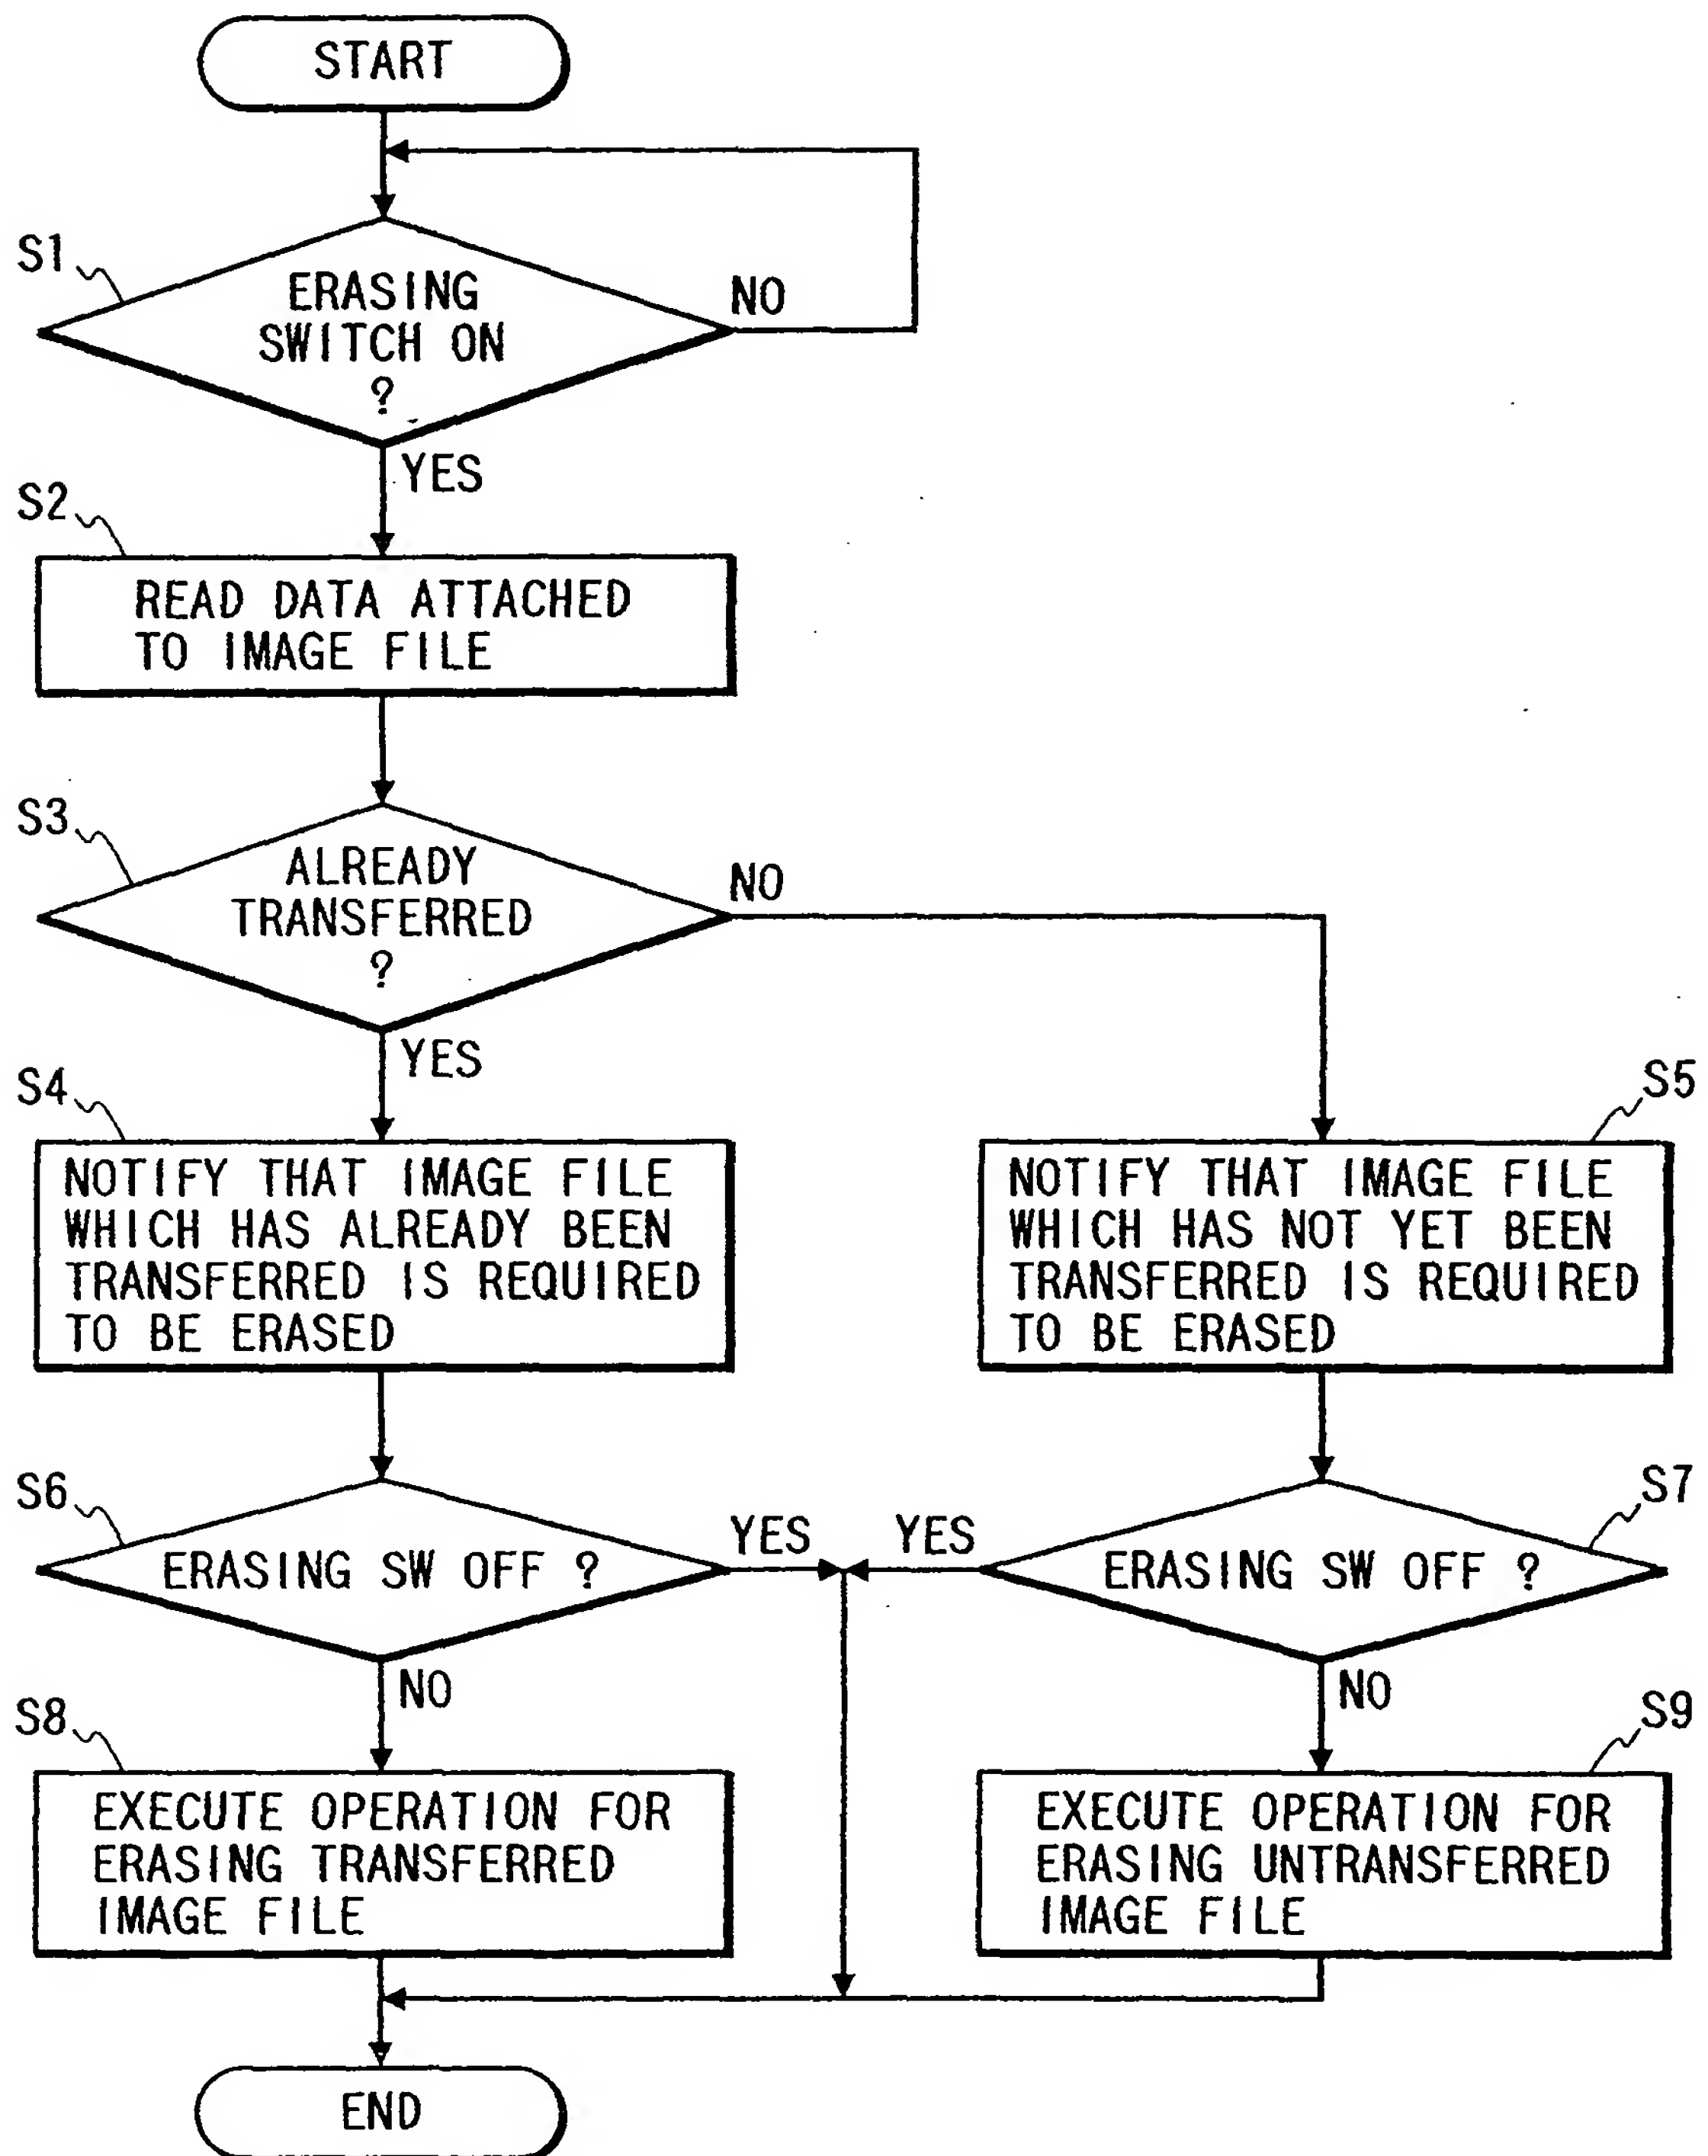 START
S1
ERASING
SWITCH ON
?
NO
YES
S2
READ DATA ATTACHED
TO IMAGE FILE
S3
ALREADY
TRANSFERRED
?
NO
YES
S4
NOTIFY THAT IMAGE FILE
WHICH HAS ALREADY BEEN
TRANSFERRED IS REQUIRED
TO BE ERASED
S5
NOTIFY THAT IMAGE FILE
WHICH HAS NOT YET BEEN
TRANSFERRED IS REQUIRED
TO BE ERASED
S6
ERASING SW OFF ?
YES
NO
S7
ERASING SW OFF ?
YES
NO
S8
EXECUTE OPERATION FOR
ERASING TRANSFERRED
IMAGE FILE
S9
EXECUTE OPERATION FOR
ERASING UNTRANSFERRED
IMAGE FILE
END